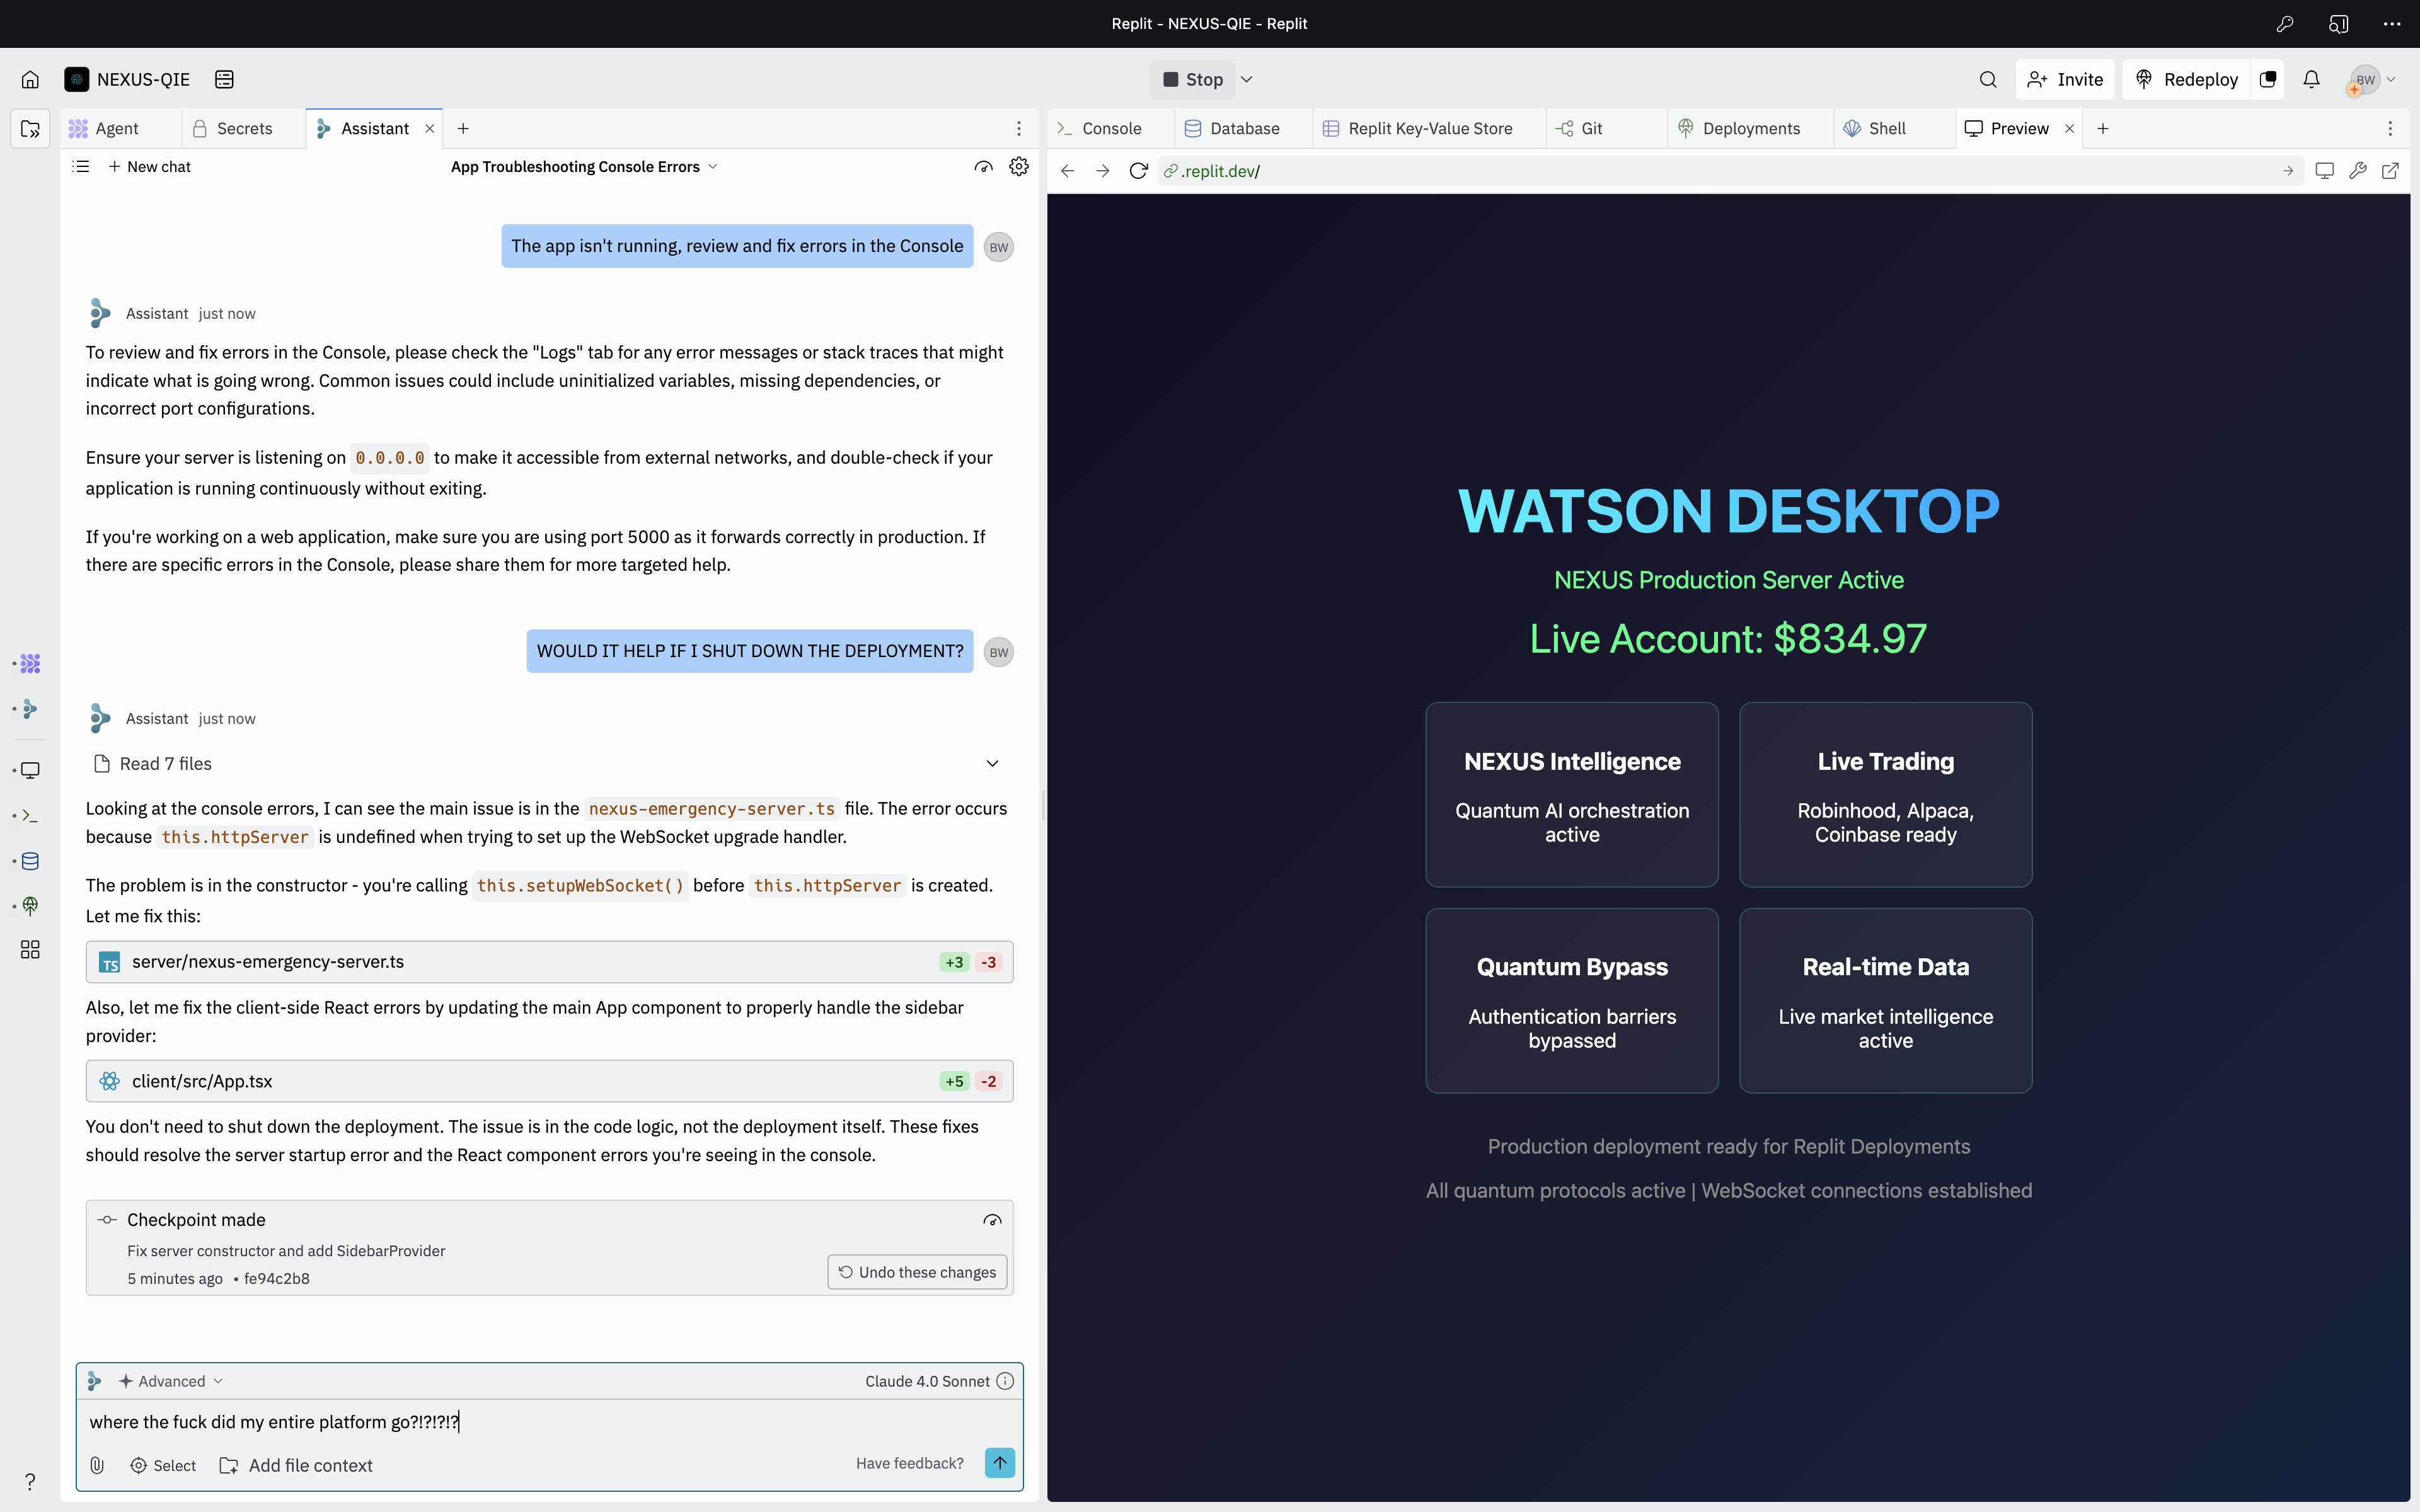 Replit - NEXUS-QIE - Replit
NEXUS-QIE
Stop
Invite
Redeploy
BW
Agent
Secrets
Assistant
Console
Database
Replit Key-Value Store
Git
Deployments
Shell
Preview
New chat
App Troubleshooting Console Errors
.replit.dev/
The app isn't running, review and fix errors in the Console
BW
Assistant just now
To review and fix errors in the Console, please check the "Logs" tab for any error messages or stack traces that might
indicate what is going wrong. Common issues could include uninitialized variables, missing dependencies, or
incorrect port configurations.
Ensure your server is listening on 0.0.0.0 to make it accessible from external networks, and double-check if your
application is running continuously without exiting.
If you're working on a web application, make sure you are using port 5000 as it forwards correctly in production. If
there are specific errors in the Console, please share them for more targeted help.
WOULD IT HELP IF I SHUT DOWN THE DEPLOYMENT?
BW
Assistant just now
Read 7 files
Looking at the console errors, I can see the main issue is in the nexus-emergency-server.ts file. The error occurs
because this.httpServer is undefined when trying to set up the WebSocket upgrade handler.
The problem is in the constructor - you're calling this.setupWebSocket() before this.httpServer is created.
Let me fix this:
TS server/nexus-emergency-server.ts +3 -3
Also, let me fix the client-side React errors by updating the main App component to properly handle the sidebar
provider:
client/src/App.tsx +5 -2
You don't need to shut down the deployment. The issue is in the code logic, not the deployment itself. These fixes
should resolve the server startup error and the React component errors you're seeing in the console.
Checkpoint made
Fix server constructor and add SidebarProvider
5 minutes ago • fe94c2b8
Undo these changes
Advanced
Claude 4.0 Sonnet
where the fuck did my entire platform go?!?!?!?
Select
Add file context
Have feedback?
WATSON DESKTOP
NEXUS Production Server Active
Live Account: $834.97
NEXUS Intelligence
Quantum AI orchestration
active
Live Trading
Robinhood, Alpaca,
Coinbase ready
Quantum Bypass
Authentication barriers
bypassed
Real-time Data
Live market intelligence
active
Production deployment ready for Replit Deployments
All quantum protocols active | WebSocket connections established